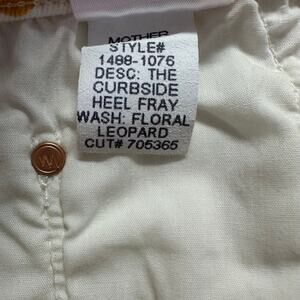 MOTHER
STYLE#
1488-1076
DESC: THE
CURBSIDE
HEEL FRAY
WASH: FLORAL
LEOPARD
CUT# 705365
W